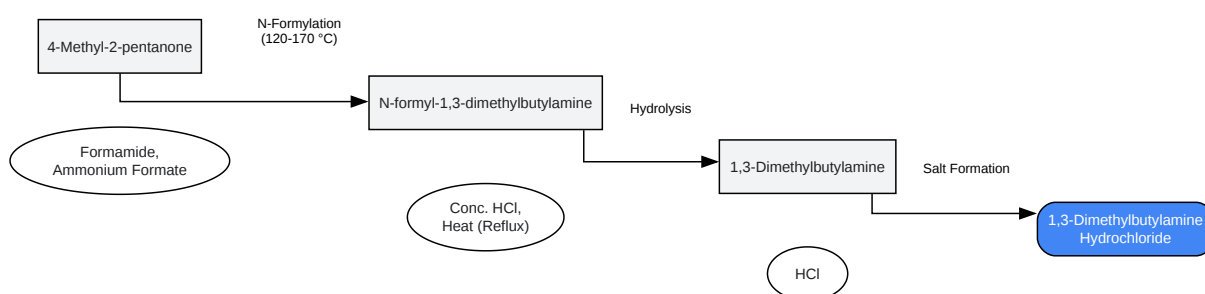 4-Methyl-2-pentanone
N-Formylation
(120-170 °C)
Formamide,
Ammonium Formate
N-formyl-1,3-dimethylbutylamine
Hydrolysis
Conc. HCl,
Heat (Reflux)
1,3-Dimethylbutylamine
Salt Formation
HCl
1,3-Dimethylbutylamine
Hydrochloride